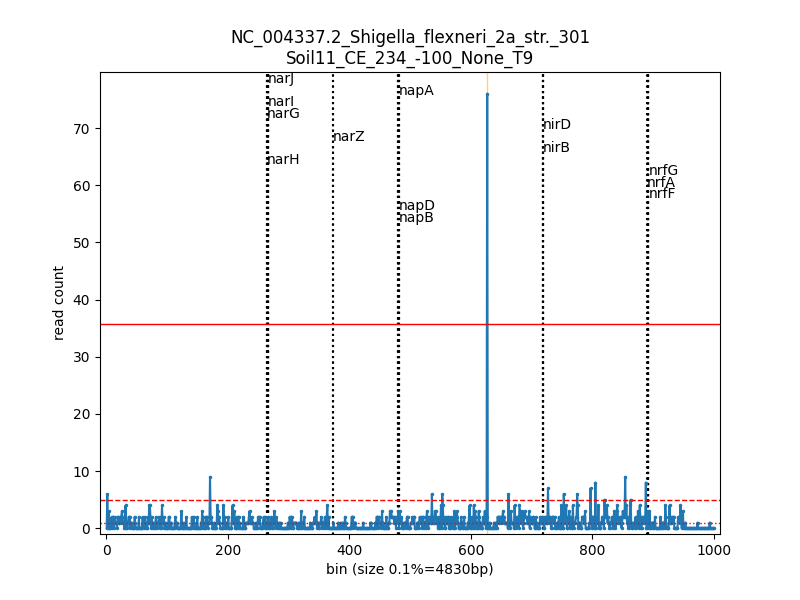 NC_004337.2_Shigella_flexneri_2a_str._301
Soil11_CE_234_-100_None_T9
narJ
narI
narG
narH
narZ
napA
napD
napB
nirD
nirB
nrfG
nrfA
nrfF
70
60
50
40
30
20
10
0
read count
0 200 400 600 800 1000
bin (size 0.1%=4830bp)